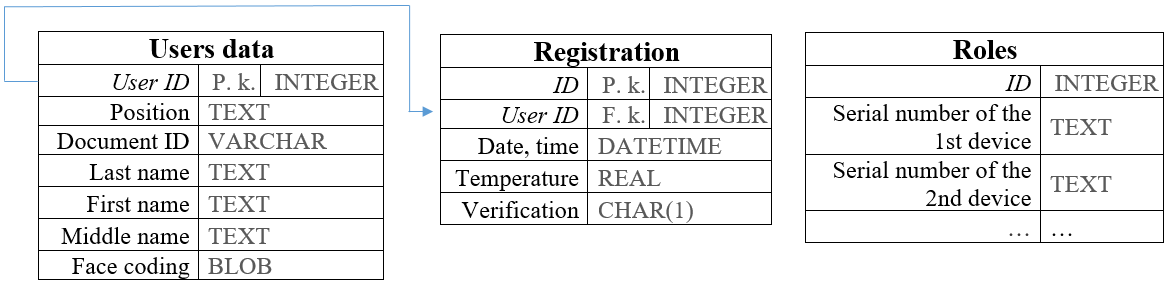 Users data
User ID P. k. INTEGER
Position TEXT
Document ID VARCHAR
Last name TEXT
First name TEXT
Middle name TEXT
Face coding BLOB
Registration
ID P. k. INTEGER
User ID F. k. INTEGER
Date, time DATETIME
Temperature REAL
Verification CHAR(1)
Roles
ID INTEGER
Serial number of the
1st device TEXT
Serial number of the
2nd device TEXT
... ...